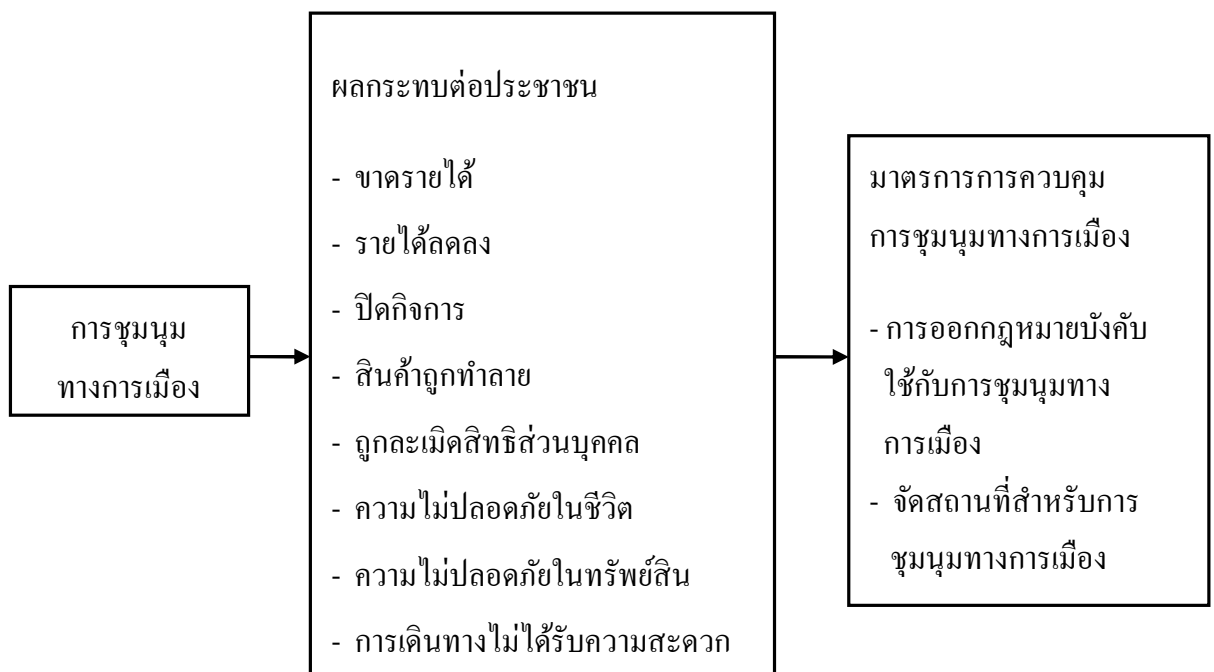 การชุมนุม
ทางการเมือง
ผลกระทบต่อประชาชน
- ขาดรายได้
- รายได้ลดลง
- ปิดกิจการ
- สินค้าถูกทำลาย
- ถูกละเมิดสิทธิส่วนบุคคล
- ความไม่ปลอดภัยในชีวิต
- ความไม่ปลอดภัยในทรัพย์สิน
- การเดินทางไม่ได้รับความสะดวก
มาตรการการควบคุม
การชุมนุมทางการเมือง
- การออกกฎหมายบังคับ
ใช้กับการชุมนุมทาง
การเมือง
- จัดสถานที่สำหรับการ
ชุมนุมทางการเมือง